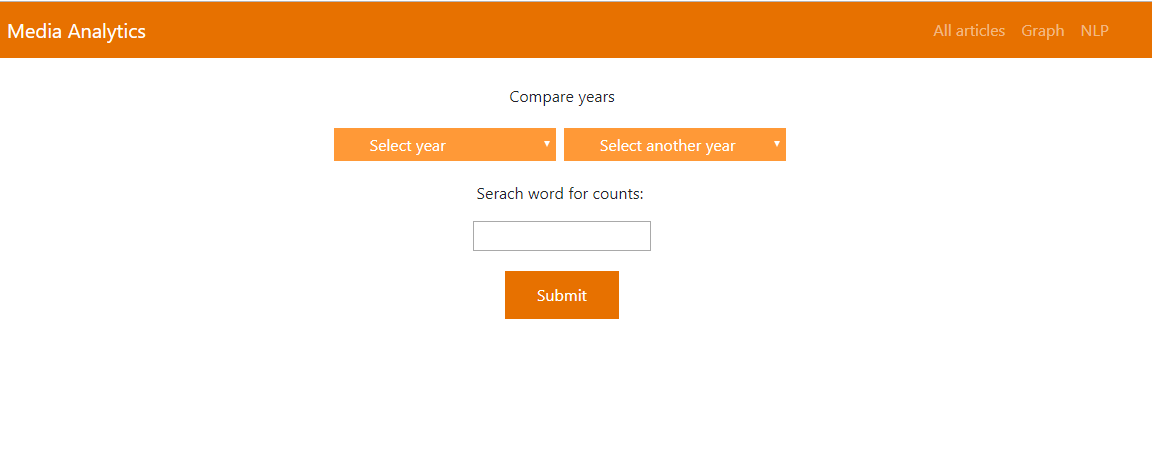 Media Analytics All articles Graph NLP
Compare years
Select year Select another year
Serach word for counts:
Submit